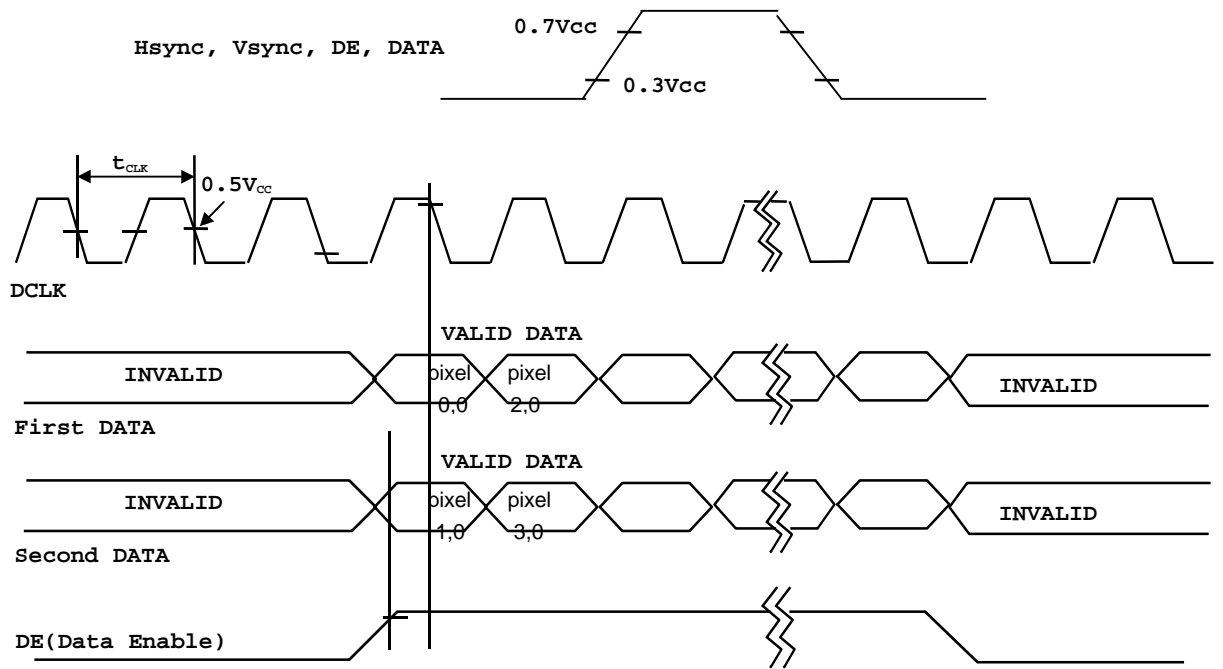 0.7Vcc
Hsync, Vsync, DE, DATA
0.3Vcc
tCLK
0.5VCC
DCLK
VALID DATA
INVALID
pixel
0,0
pixel
2,0
INVALID
First DATA
VALID DATA
INVALID
pixel
1,0
pixel
3,0
INVALID
Second DATA
DE(Data Enable)